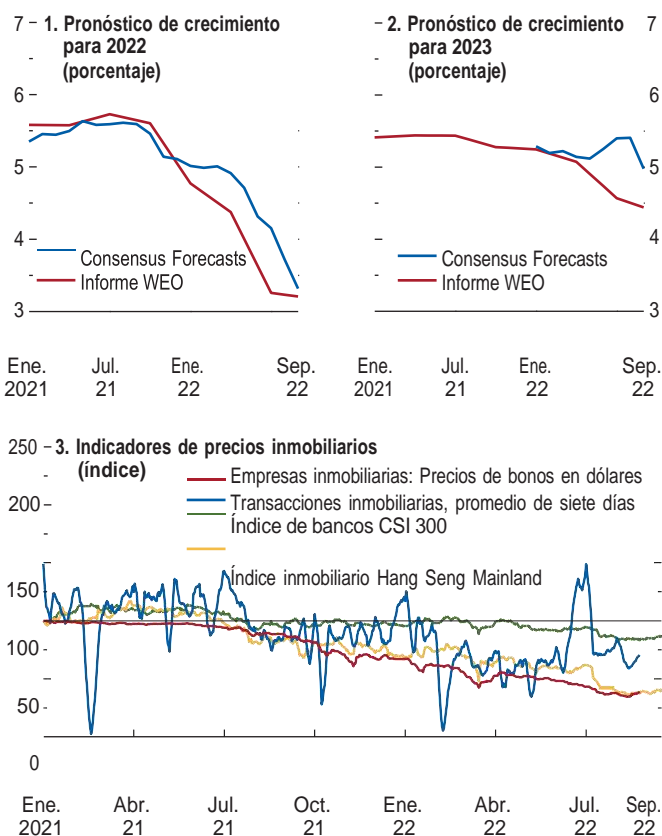 1. Pronóstico de crecimiento
para 2022
(porcentaje)
7
6
5
4
3
Consensus Forecasts
Informe WEO
Ene.
2021
Jul.
21
Ene.
22
Sep.
22
2. Pronóstico de crecimiento
para 2023
(porcentaje)
7
6
5
4
3
Consensus Forecasts
Informe WEO
Ene.
2021
Jul.
21
Ene.
22
Sep.
22
3. Indicadores de precios inmobiliarios
(índice)
Empresas inmobiliarias: Precios de bonos en dólares
Transacciones inmobiliarias, promedio de siete días
Índice de bancos CSI 300
Índice inmobiliario Hang Seng Mainland
250
200
150
100
50
0
Ene.
2021
Abr.
21
Jul.
21
Oct.
21
Ene.
22
Abr.
22
Jul.
22
Sep.
22